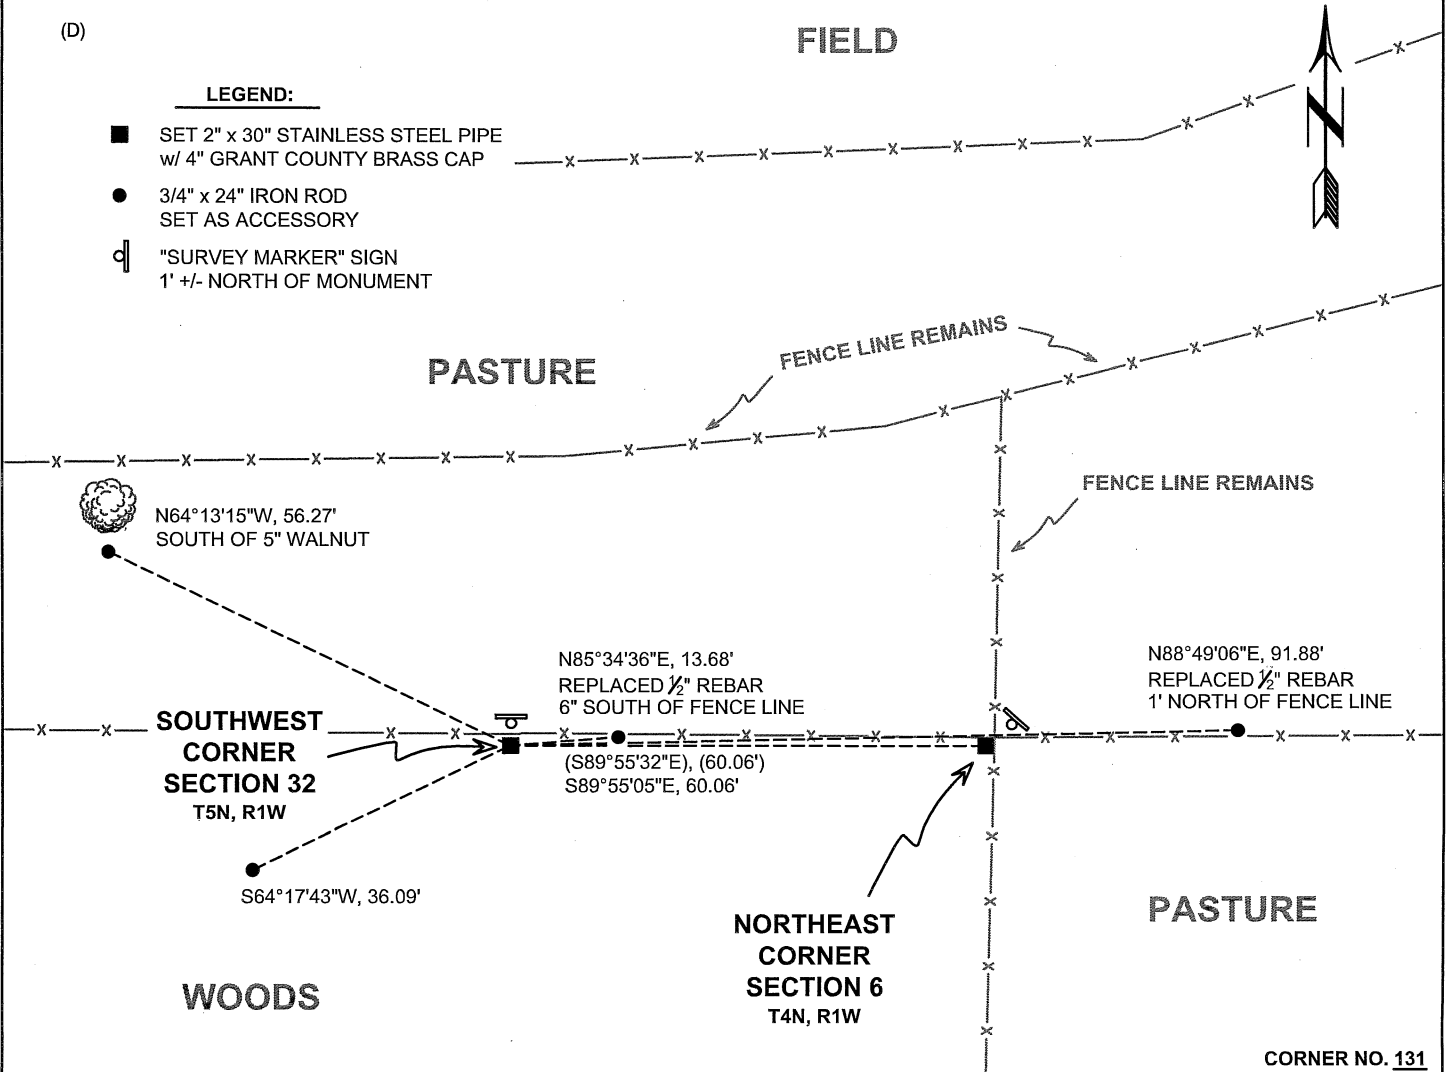 (D)
FIELD
LEGEND:
SET 2" x 30" STAINLESS STEEL PIPE
w/ 4" GRANT COUNTY BRASS CAP
3/4" x 24" IRON ROD
SET AS ACCESSORY
"SURVEY MARKER" SIGN
1' +/- NORTH OF MONUMENT
N
PASTURE
FENCE LINE REMAINS
FENCE LINE REMAINS
N64°13'15"W, 56.27'
SOUTH OF 5" WALNUT
N85°34'36"E, 13.68'
REPLACED 1/2" REBAR
6" SOUTH OF FENCE LINE
N88°49'06"E, 91.88'
REPLACED 1/2" REBAR
1' NORTH OF FENCE LINE
SOUTHWEST
CORNER
SECTION 32
T5N, R1W
(S89°55'32"E), (60.06')
S89°55'05"E, 60.06'
S64°17'43"W, 36.09'
NORTHEAST
CORNER
SECTION 6
T4N, R1W
PASTURE
WOODS
CORNER NO. 131